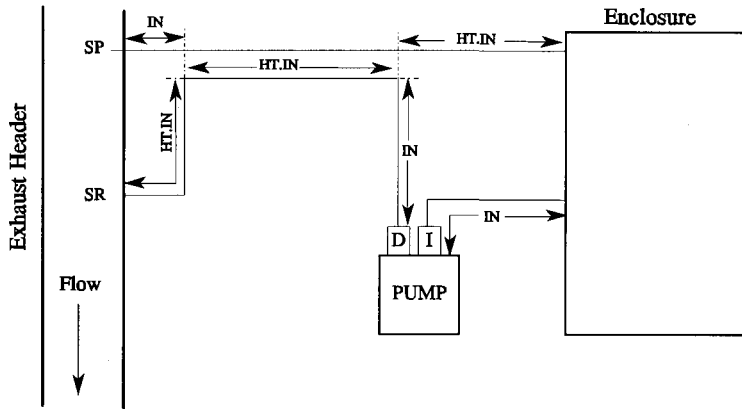 Enclosure
IN
SP
HT.IN
HT.IN
HT.IN
IN
SR
IN
Exhaust Header
D
I
Flow
PUMP